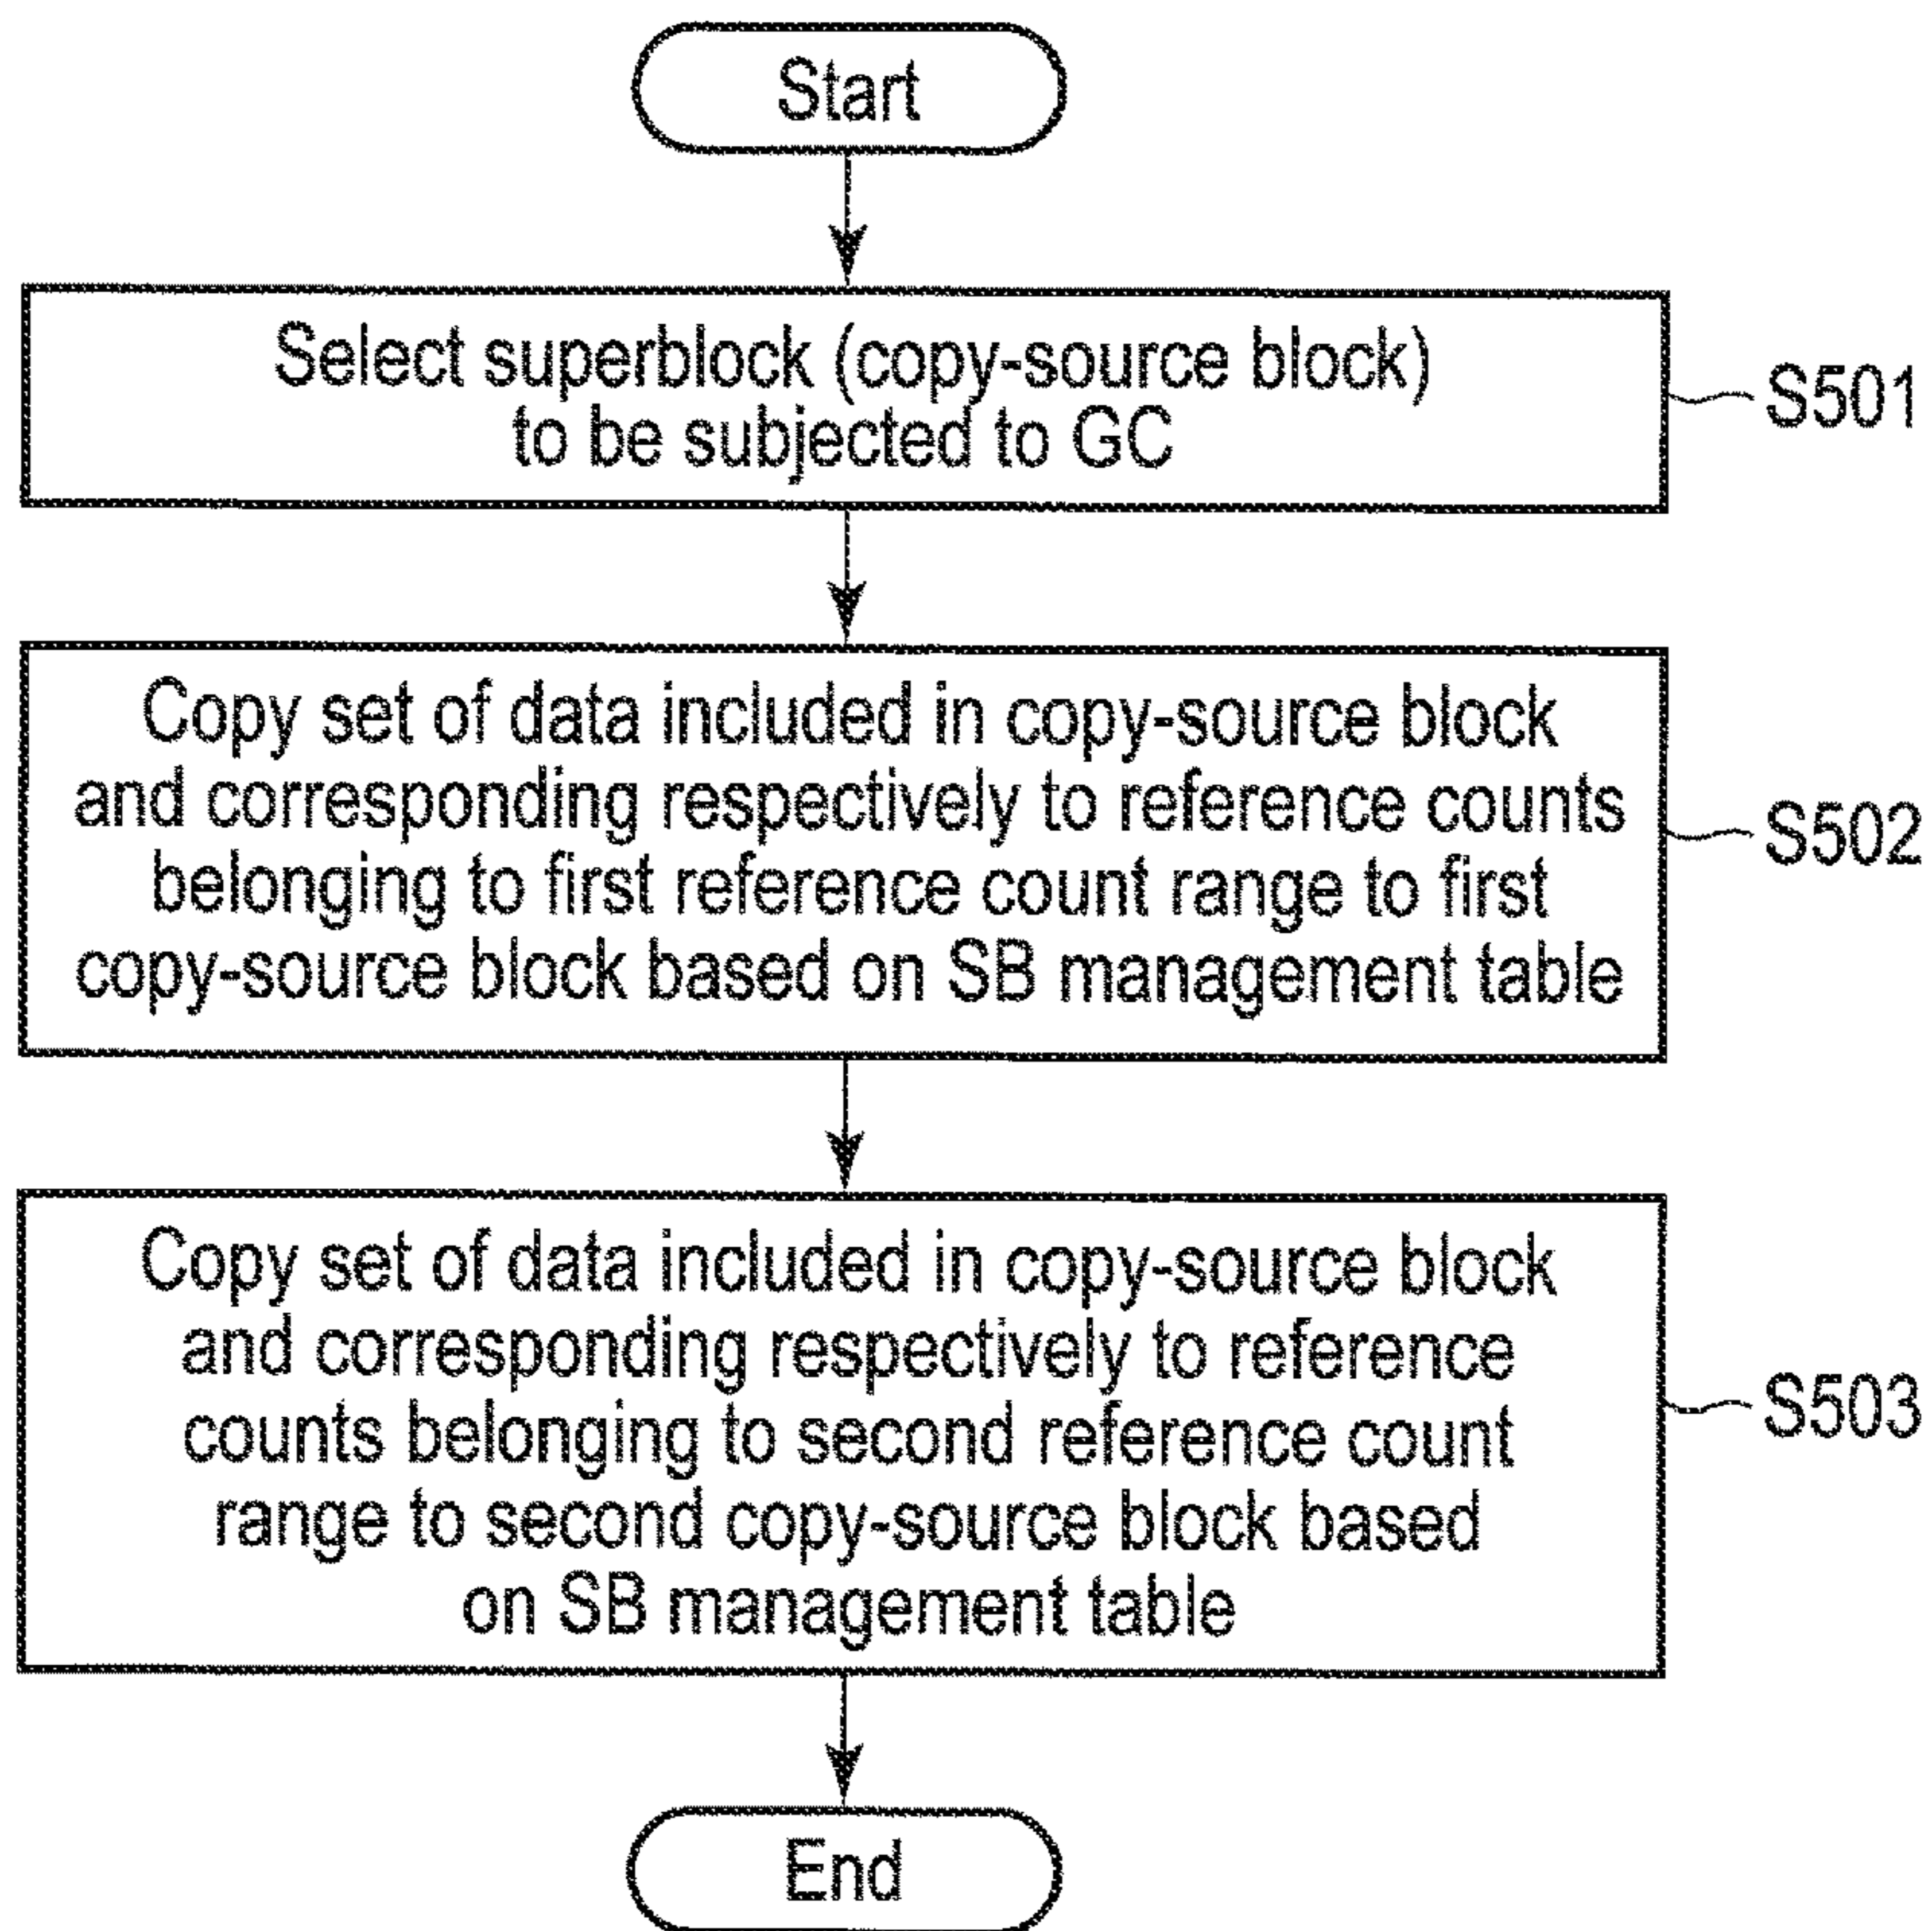 Start
Select superblock (copy-source block)
to be subjected to GC
S501
Copy set of data included in copy-source block
and corresponding respectively to reference counts
belonging to first reference count range to first
copy-source block based on SB management table
S502
Copy set of data included in copy-source block
and corresponding respectively to reference
counts belonging to second reference count
range to second copy-source block based
on SB management table
S503
End